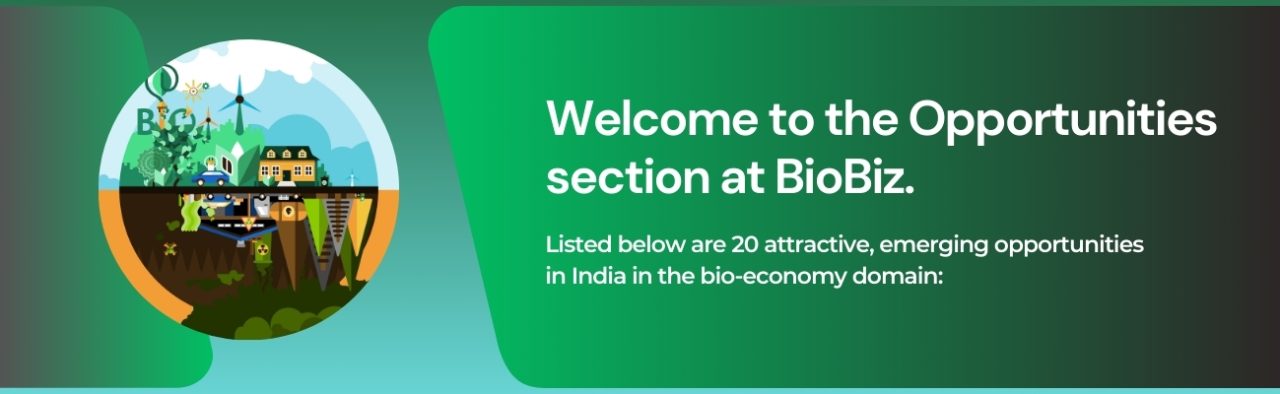 BIO
Welcome to the Opportunities
section at BioBiz.
Listed below are 20 attractive, emerging opportunities
in India in the bio-economy domain: